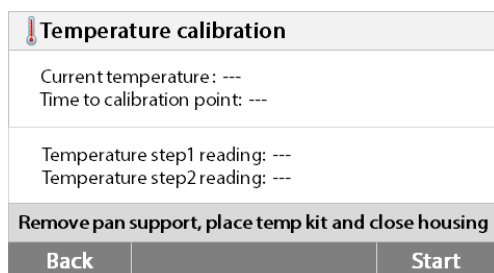 Temperature calibration
Current temperature: ---
Time to calibration point: ---
Temperature step1 reading: ---
Temperature step2 reading: ---
Remove pan support, place temp kit and close housing
Back Start